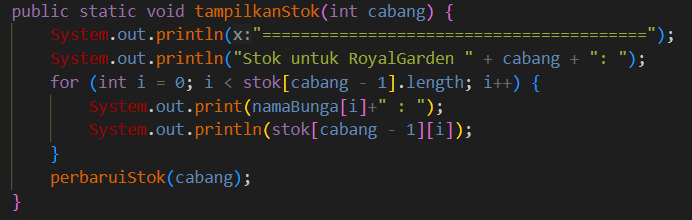 public static void tampilkanStok(int cabang) {
System.out.println(x:"========================================");
System.out.println("Stok untuk RoyalGarden " + cabang + ": ");
for (int i = 0; i < stok[cabang - 1].length; i++) {
System.out.print(namaBunga[i]+" : ");
System.out.println(stok[cabang - 1][i]);
}
perbaruiStok(cabang);
}